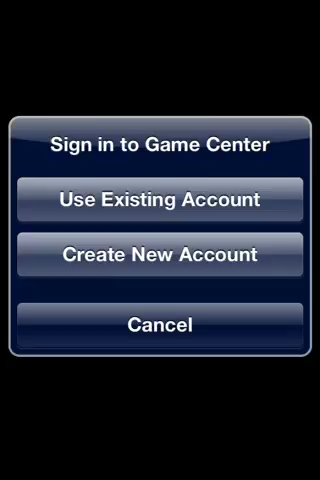 Sign in to Game Center
Use Existing Account
Create New Account
Cancel